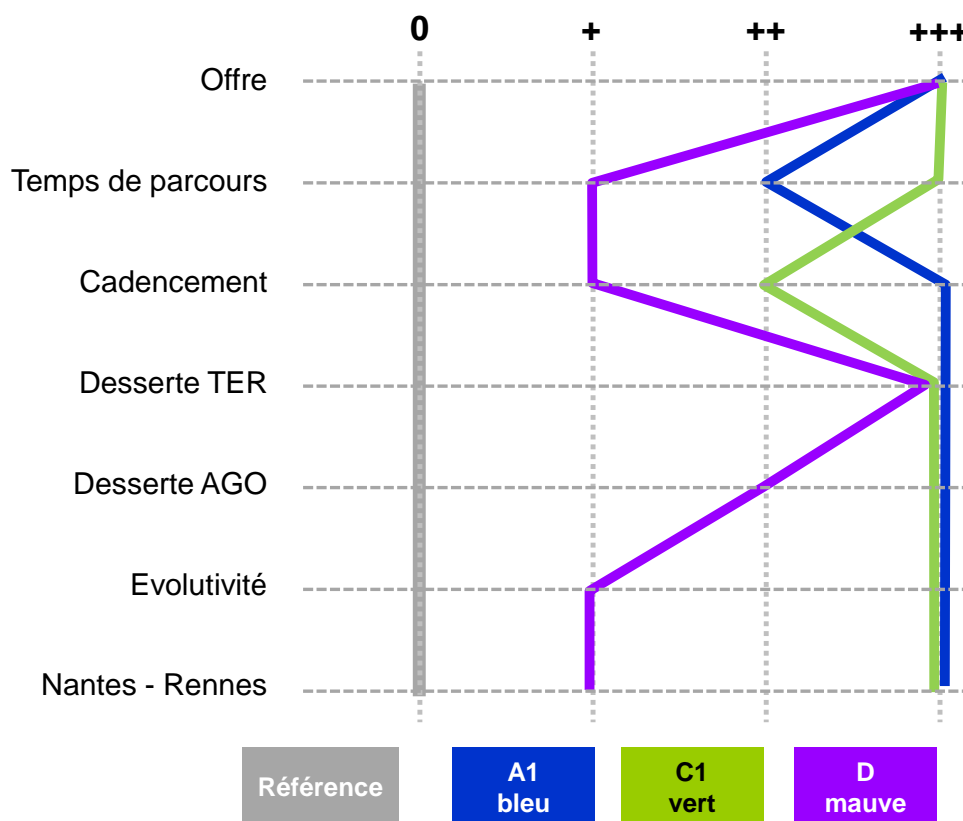 0 + ++ +++
Offre
Temps de parcours
Cadencement
Desserte TER
Desserte AGO
Evolutivité
Nantes - Rennes
Référence
A1
bleu
C1
vert
D
mauve